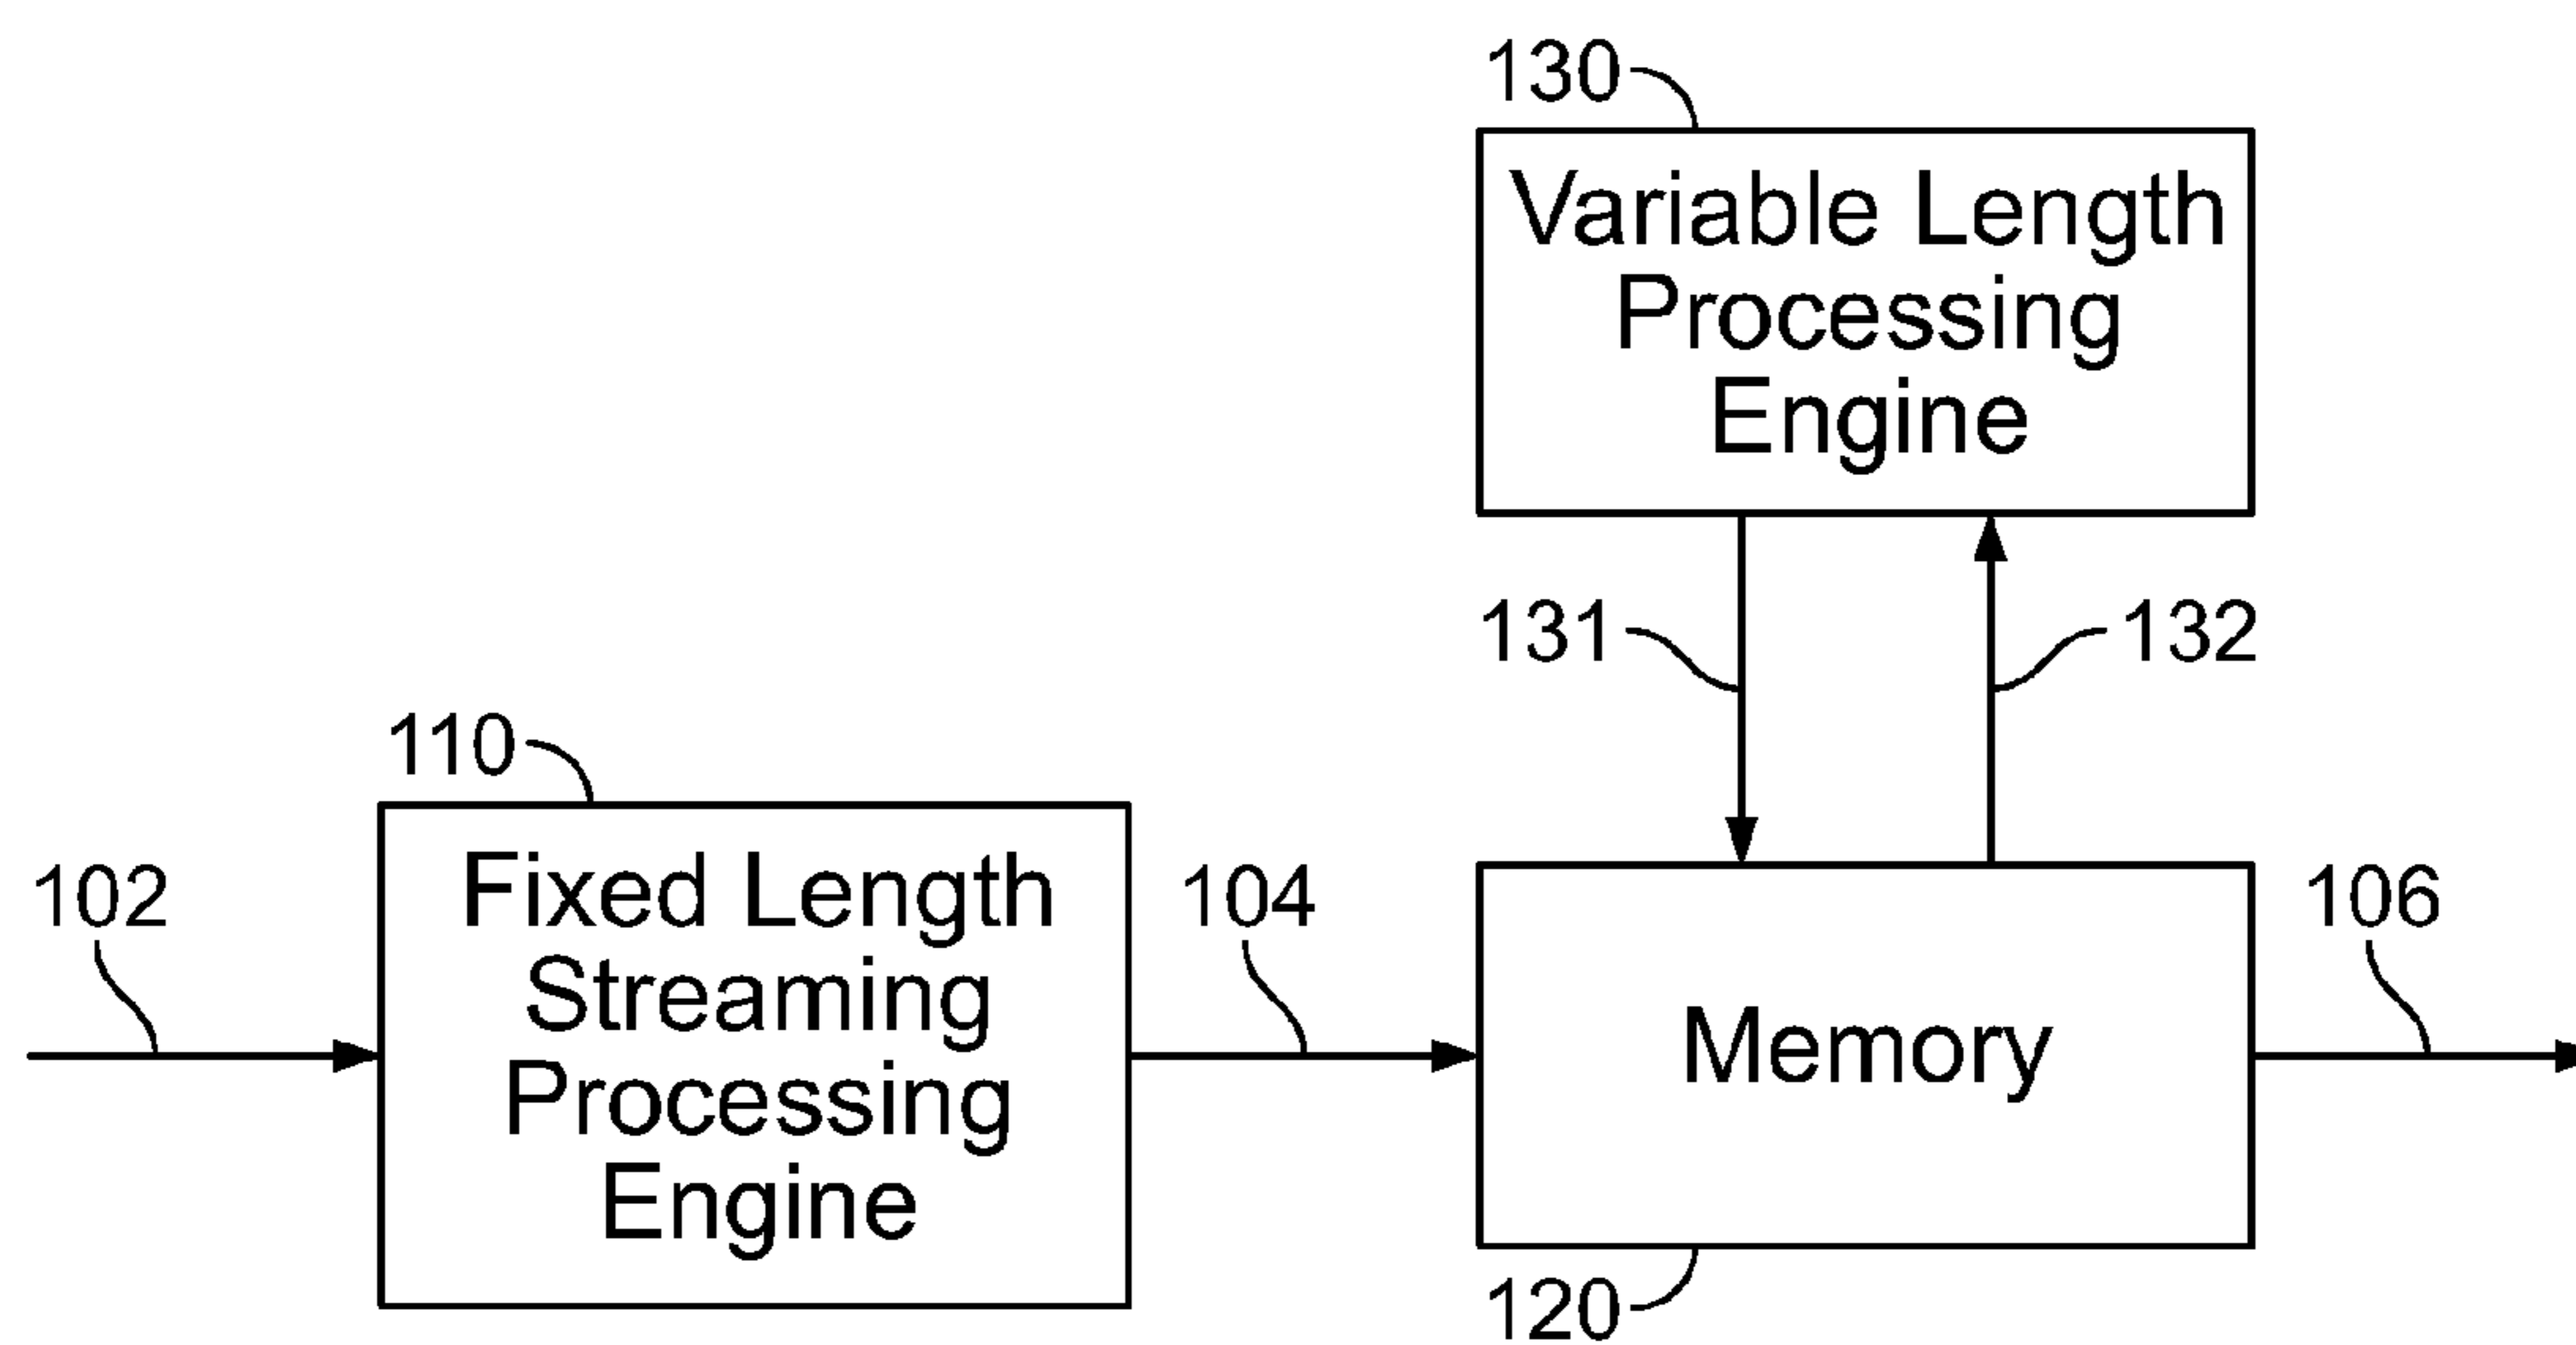 130
Variable Length
Processing
Engine
131
132
110
Fixed Length
Streaming
Processing
Engine
102
104
Memory
106
120